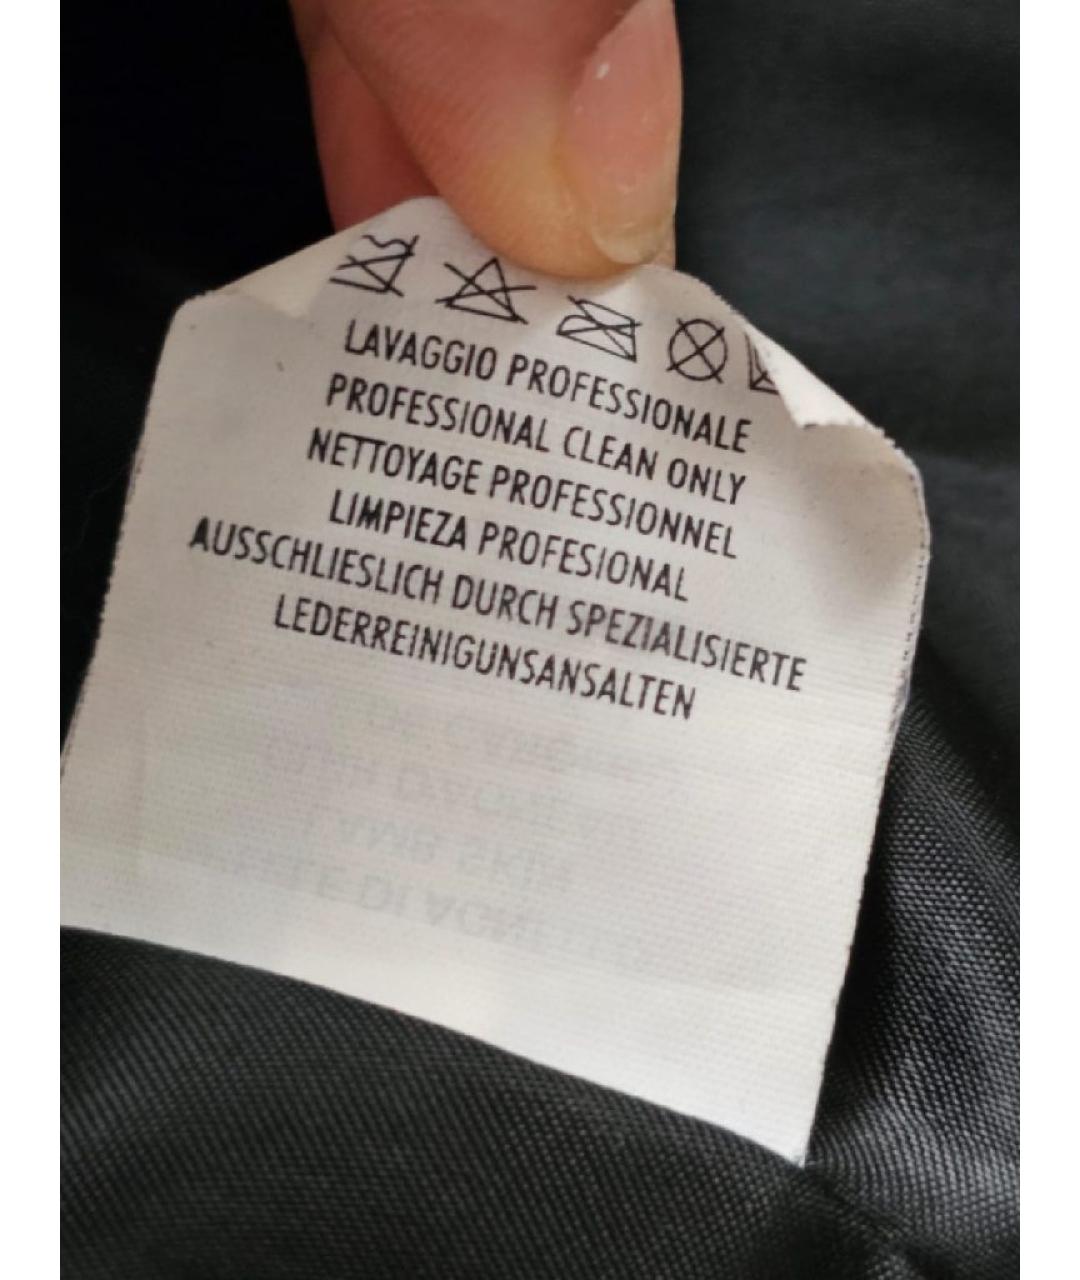 LAVAGGIO PROFESSIONALE
PROFESSIONAL CLEAN ONLY
NETTOYAGE PROFESSIONNEL
LIMPIEZA PROFESIONAL
AUSSCHLIESLICH DURCH SPEZIALISIERTE
LEDERREINIGUNSANSALTEN